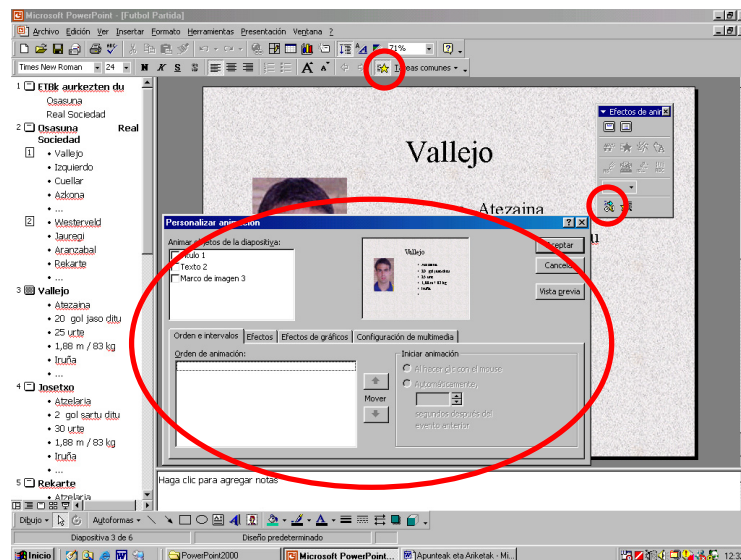 Microsoft PowerPoint - [Futbol Partida]
Archivo Edición Ver Insertar Formato Herramientas Presentación Ventana ?
71%
Times New Roman 24 N K S Tareas comunes
1 ETBk aurkezten du
Osasuna
Real Sociedad
2 Osasuna Real
Sociedad
1 • Vallejo
• Izquierdo
• Cuellar
• Azkona
• ...
2 • Westerveld
• Jauregi
• Aranzabal
• Rekarte
• ...
3 Vallejo
• Atezaina
• 20 gol jaso ditu
• 25 urte
• 1,88 m / 83 kg
• Iruña
• ...
4 Josetxo
• Atzelaria
• 2 gol sartu ditu
• 30 urte
• 1,88 m / 83 kg
• Iruña
• ...
5 Rekarte
• Atzelaria
Vallejo
Atezaina
Efectos de anim
Personalizar animación
Animar objetos de la diapositiva:
Título 1
Texto 2
Marco de imagen 3
Vallejo
Aceptar
Cancelar
Vista previa
Orden e intervalos Efectos Efectos de gráficos Configuración de multimedia
Orden de animación:
Mover
Iniciar animación
Al hacer clic con el mouse
Automáticamente,
segundos después del
evento anterior
Haga clic para agregar notas
Dibujo Autoformas
Diapositiva 3 de 6 Diseño predeterminado
Inicio PowerPoint2000 Microsoft PowerPoint... Apunteak eta Ariketak - Mi...